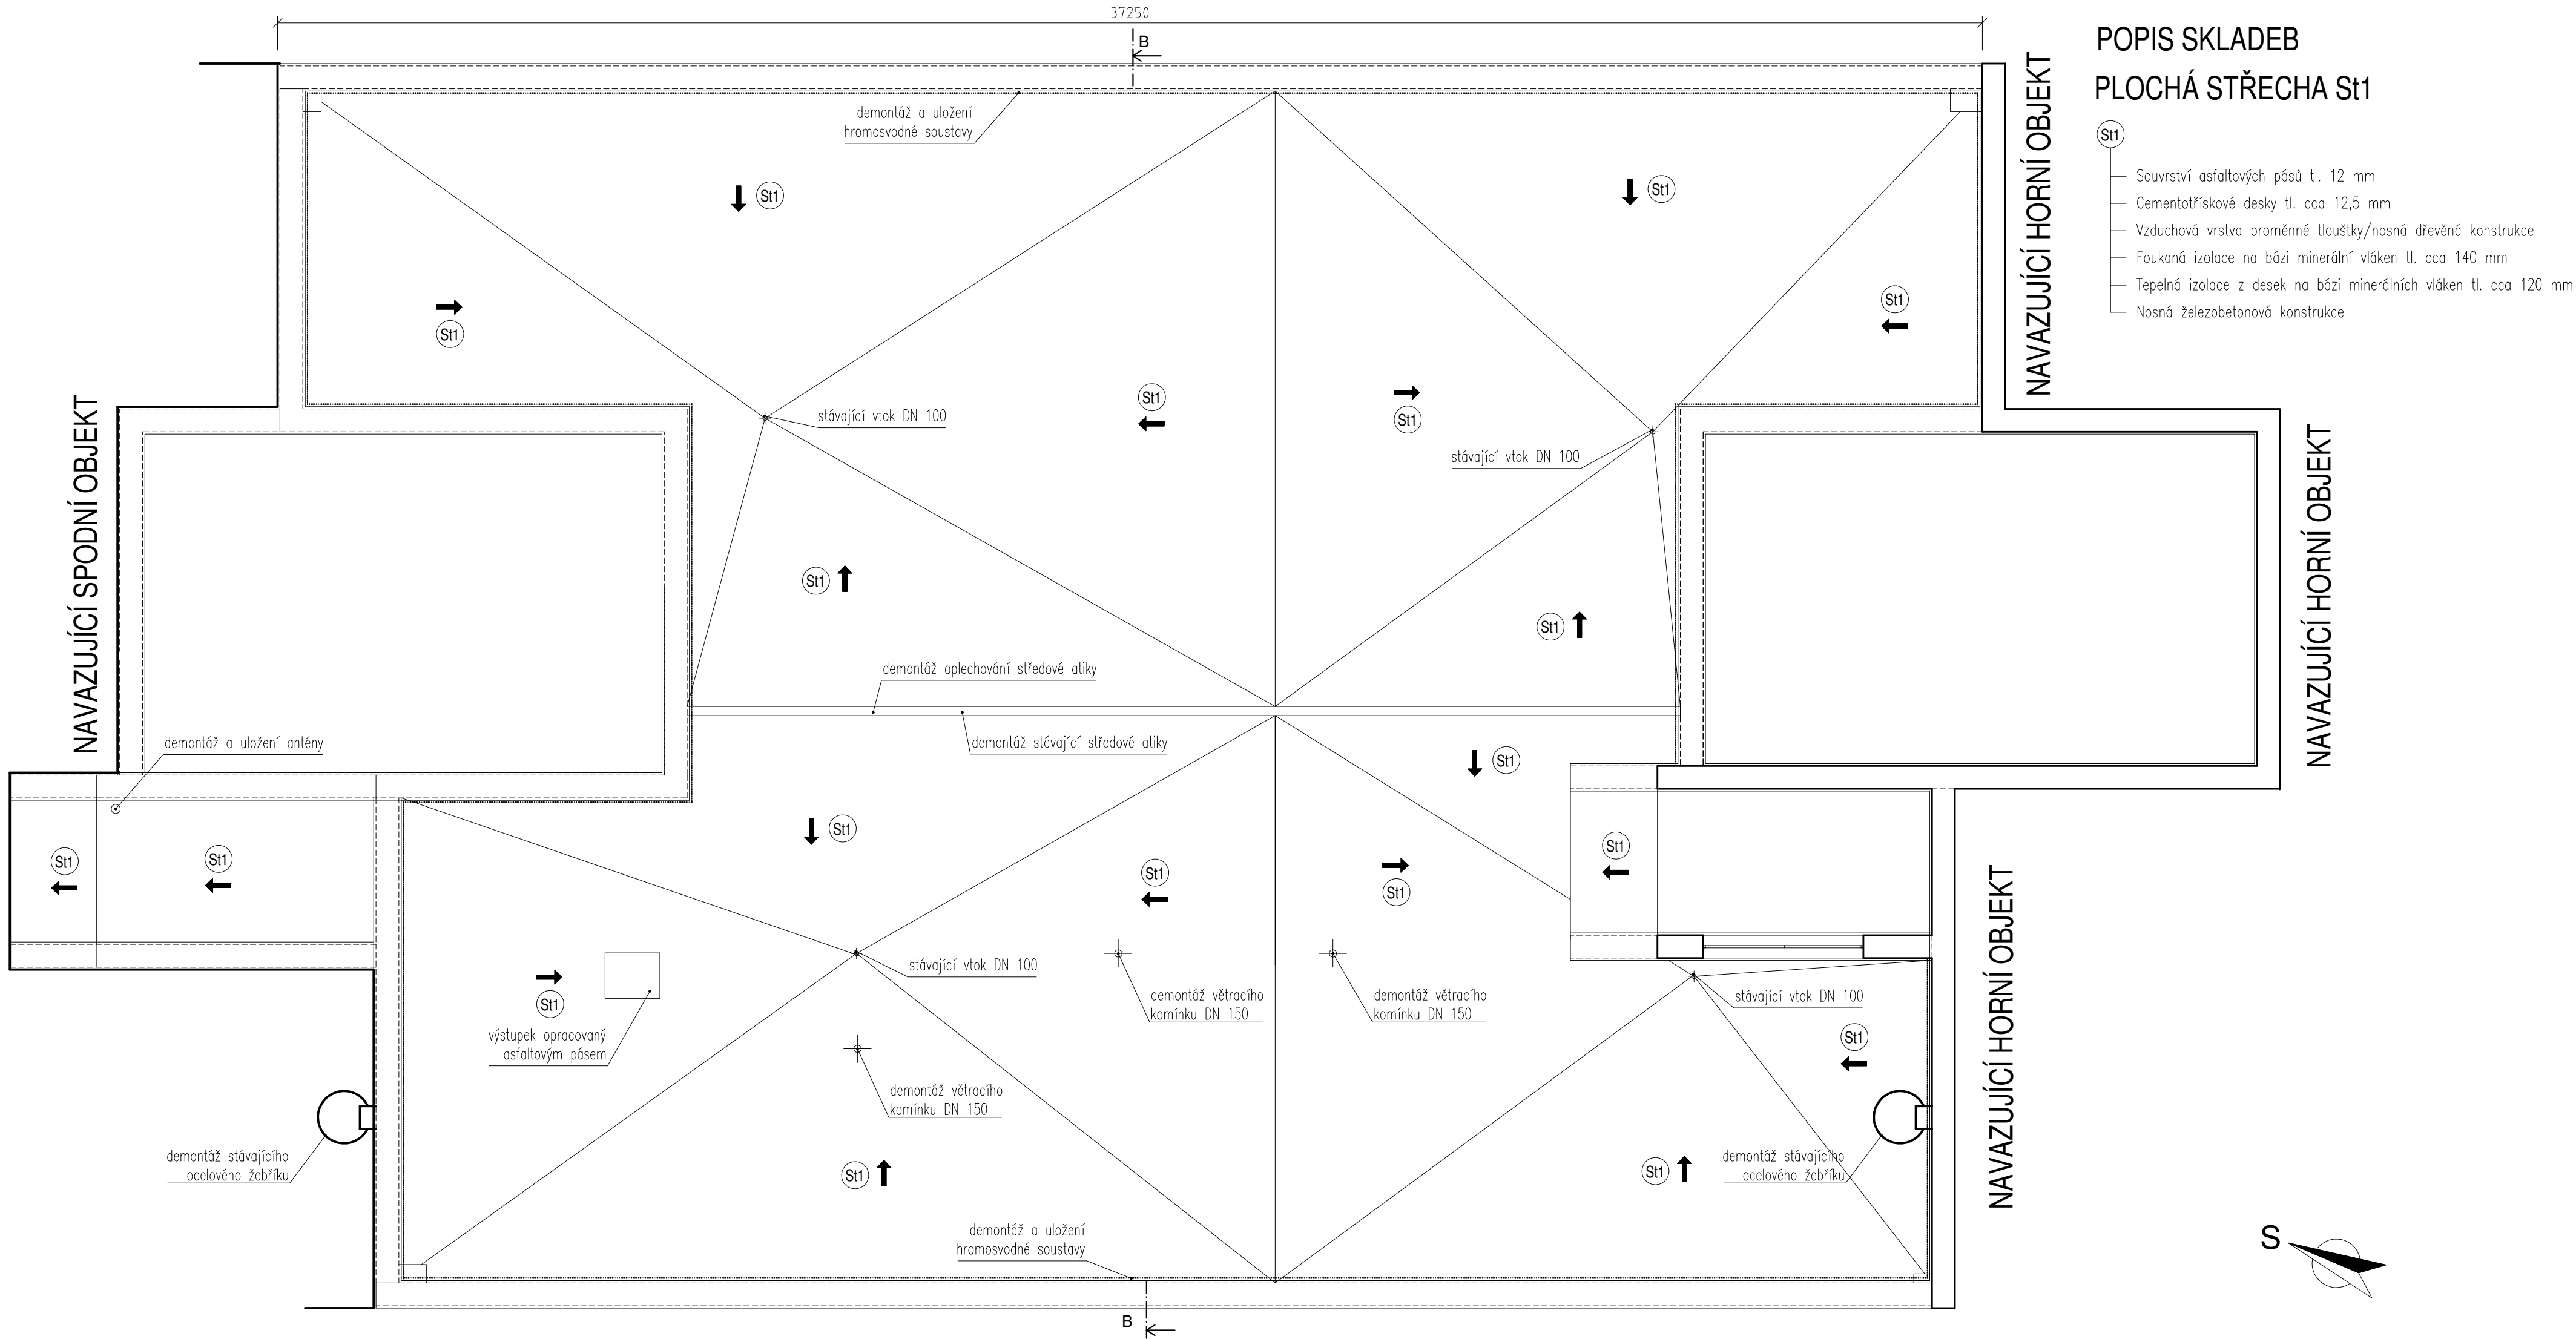 37250
B
POPIS SKLADEB
PLOCHÁ STŘECHA St1
St1
Souvrství asfaltových pásů tl. 12 mm
Cementotřískové desky tl. cca 12,5 mm
Vzduchová vrstva proměnné tlouštky/nosná dřevěná konstrukce
Foukaná izolace na bázi minerální vláken tl. cca 140 mm
Tepelná izolace z desek na bázi minerálních vláken tl. cca 120 mm
Nosná železobetonová konstrukce
NAVAZUJÍCÍ HORNÍ OBJEKT
demontáž a uložení
hromosvodné soustavy
St1
St1
St1
St1
St1
St1
stávající vtok DN 100
stávající vtok DN 100
NAVAZUJÍCÍ SPODNÍ OBJEKT
NAVAZUJÍCÍ HORNÍ OBJEKT
St1
St1
demontáž oplechování středové atiky
demontáž stávající středové atiky
demontáž a uložení antény
St1
St1
St1
St1
St1
St1
St1
NAVAZUJÍCÍ HORNÍ OBJEKT
stávající vtok DN 100
St1
výstupek opracovaný
asfaltovým pásem
demontáž větracího
komínku DN 150
demontáž větracího
komínku DN 150
stávající vtok DN 100
St1
demontáž větracího
komínku DN 150
demontáž stávajícího
ocelového žebříku
St1
St1
demontáž stávajícího
ocelového žebříku
demontáž a uložení
hromosvodné soustavy
S
B